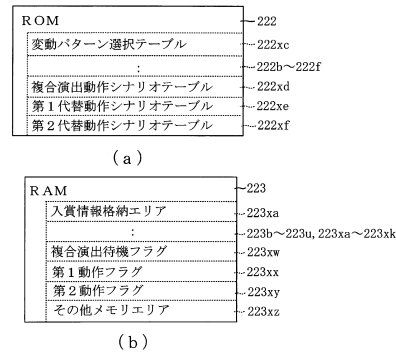 ROM 222
変動パターン選択テーブル 222xc
: 222b~222f
複合演出動作シナリオテーブル 222xd
第1代替動作シナリオテーブル 222xe
第2代替動作シナリオテーブル 222xf
(a)
RAM 223
入賞情報格納エリア 223xa
: 223b~223u,223xa~223xk
複合演出待機フラグ 223xw
第1動作フラグ 223xx
第2動作フラグ 223xy
その他メモリエリア 223xz
(b)